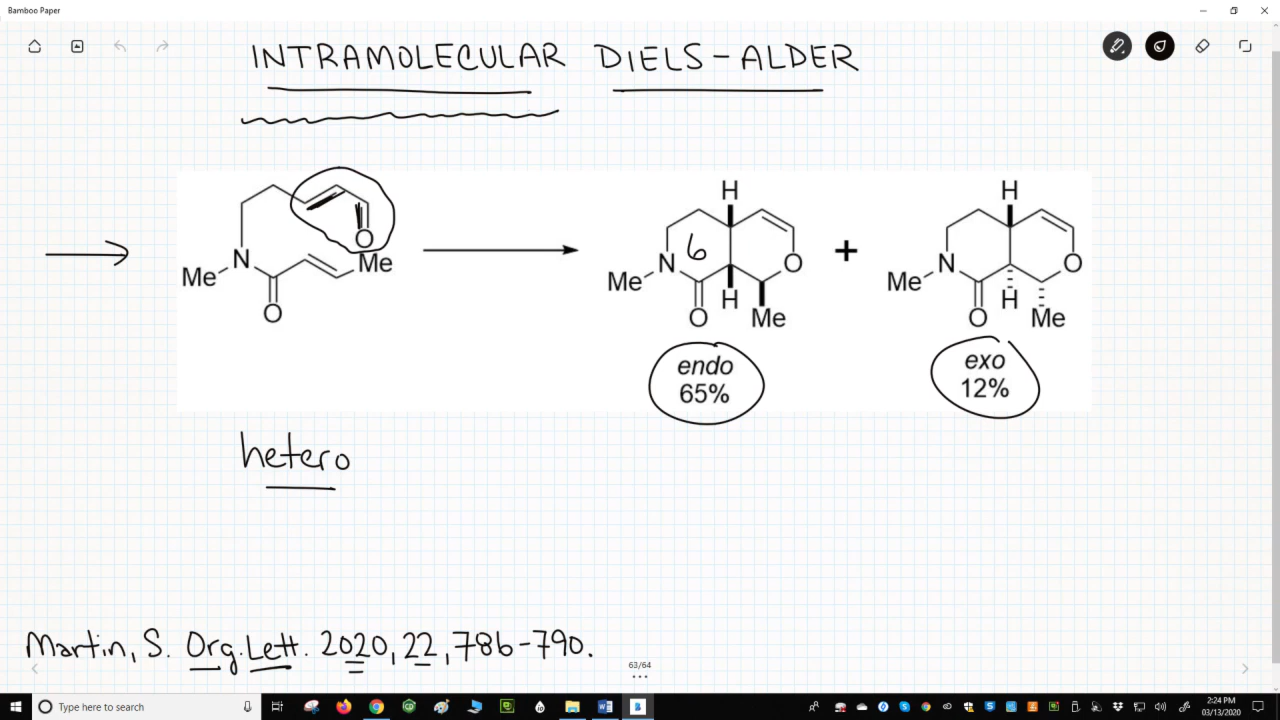 Bamboo Paper
INTRAMOLECULAR DIELS-ALDER
H
H
O
N
Me
Me
O
6
N
O
Me
H
O
Me
+
N
O
Me
H
O
Me
endo
65%
exo
12%
hetero
Martin, S. Org. Lett. 2020, 22, 786-790.
63/64
Type here to search
2:24 PM
03/13/2020